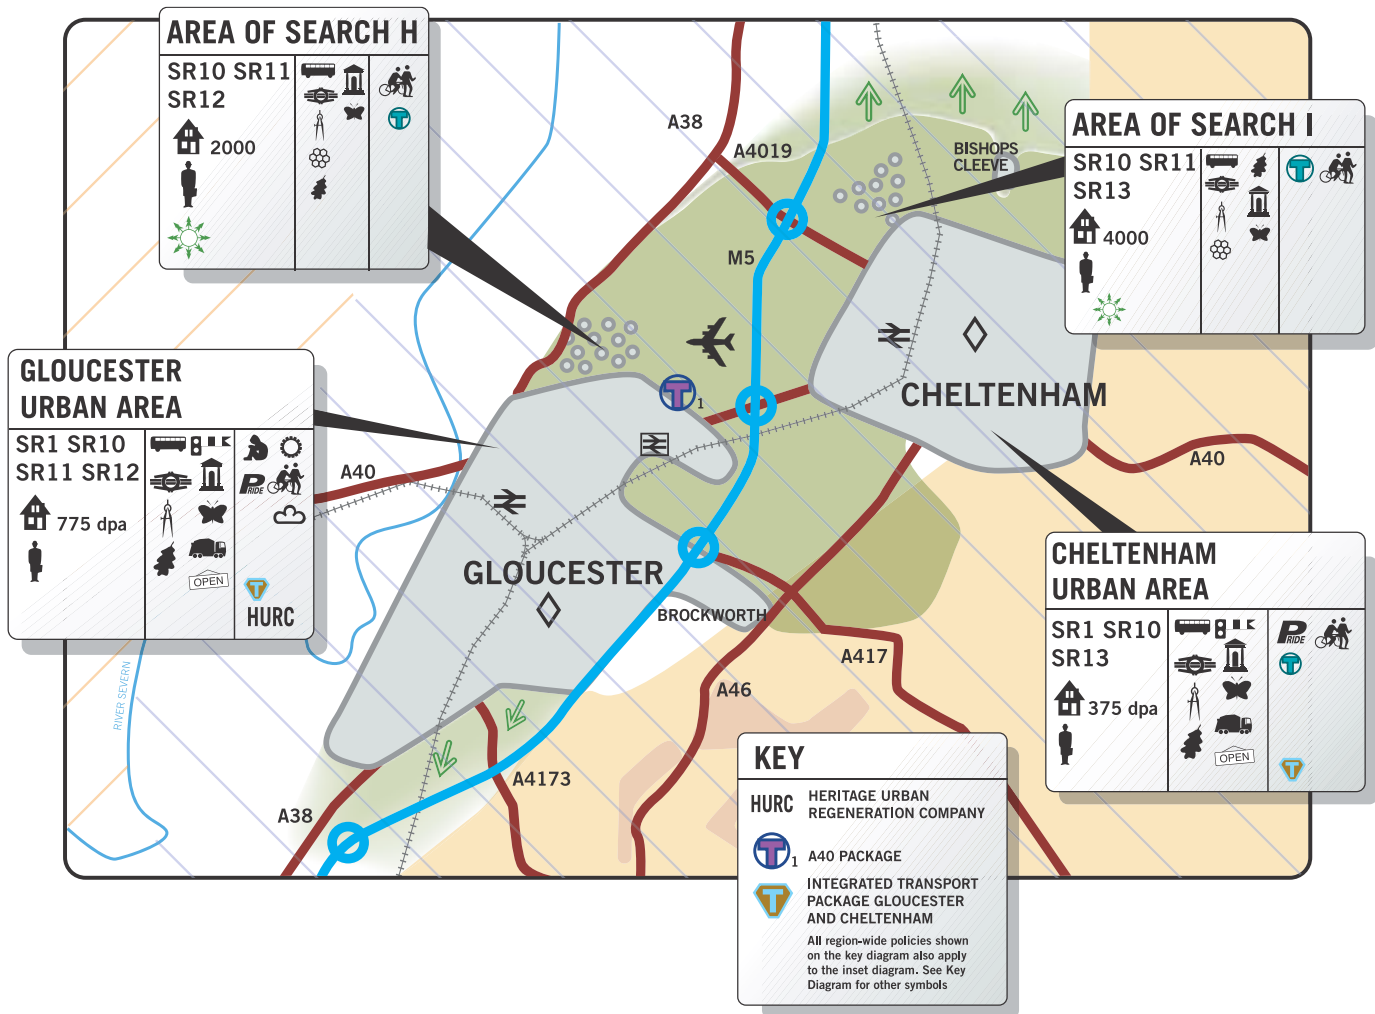 AREA OF SEARCH H
SR10 SR11
SR12
2000
T
AREA OF SEARCH I
SR10 SR11
SR13
4000
T
GLOUCESTER
URBAN AREA
SR1 SR10
SR11 SR12
775 dpa
PRIDE
OPEN
T
HURC
CHELTENHAM
URBAN AREA
SR1 SR10
SR13
375 dpa
PRIDE
T
OPEN
T
A38
A4019
BISHOPS
CLEEVE
M5
T1
CHELTENHAM
A40
A40
GLOUCESTER
BROCKWORTH
A417
A46
RIVER SEVERN
A4173
A38
KEY
HURC HERITAGE URBAN
REGENERATION COMPANY
T1 A40 PACKAGE
T INTEGRATED TRANSPORT
PACKAGE GLOUCESTER
AND CHELTENHAM
All region-wide policies shown
on the key diagram also apply
to the inset diagram. See Key
Diagram for other symbols